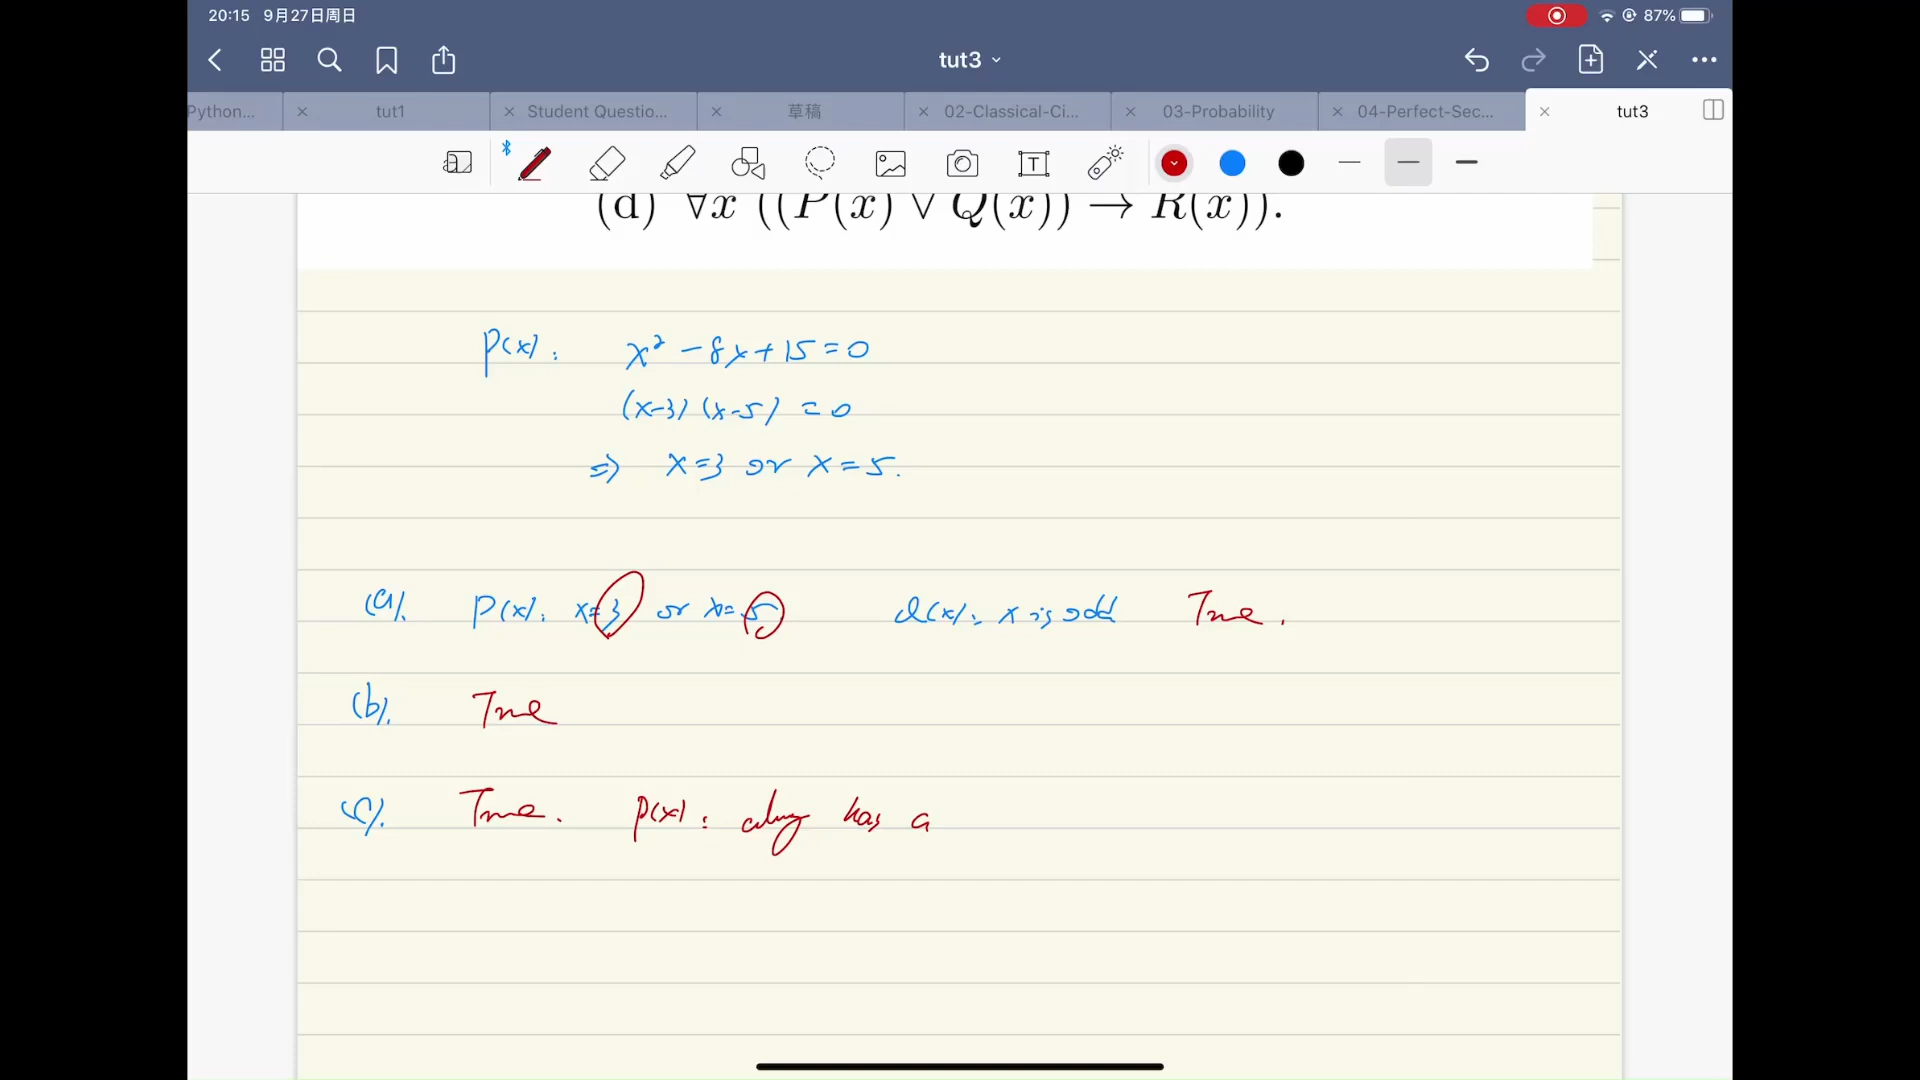 20:15 9月27日周日 87%
tut3
Python... tut1 Student Questio... 草稿 02-Classical-Ci... 03-Probability 04-Perfect-Sec... tut3
(d) ∀x ((P(x) ∨ Q(x)) → R(x)).
P(x): x² - 8x + 15 = 0
(x-3) (x-5) = 0
⇒ x=3 or x = 5.
(a). P(x): x=3 or x=5 Q(x): x is odd True.
(b). True
(c). True. P(x): has a